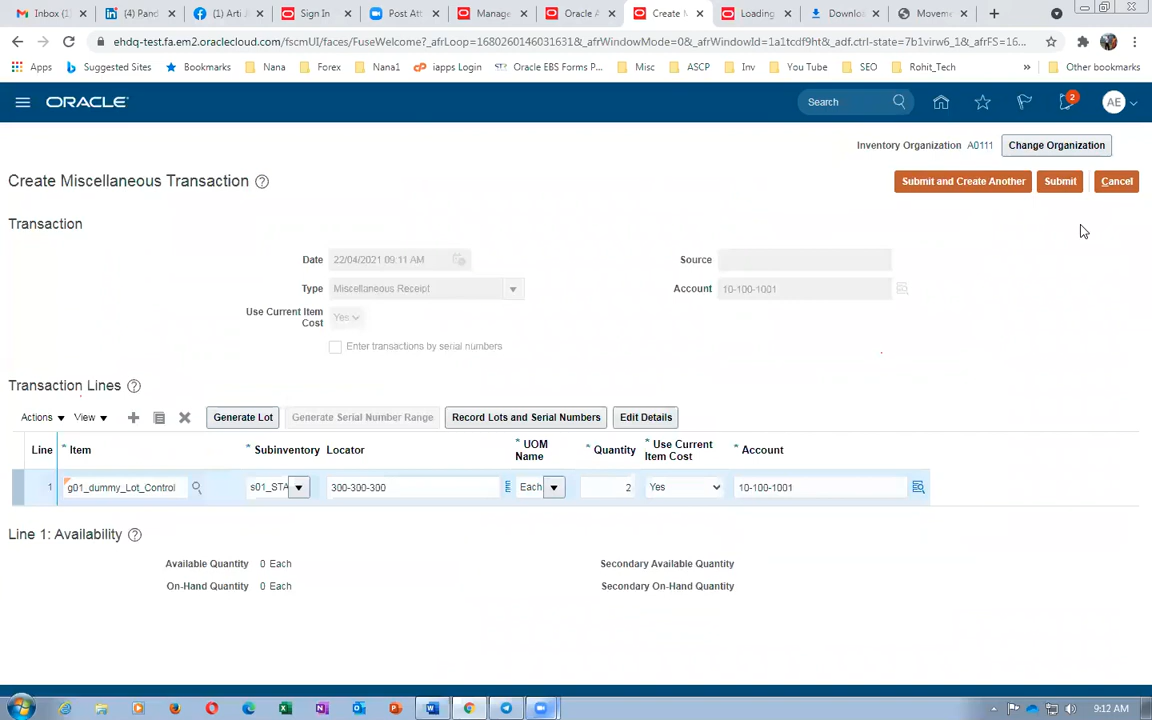 Inbox (1)
(4) Pand
(1) Arti J
Sign In
Post Att
Manage
Oracle A
Create M
Loading
Downlo
Movem
ehdq-test.fa.em2.oraclecloud.com/fscmUI/faces/FuseWelcome?_afrLoop=1680260146031631&_afrWindowMode=0&_afrWindowId=1a1tcdf9ht&_adf.ctrl-state=7b1virw6_1&_afrFS=16...
Apps
Suggested Sites
Bookmarks
Nana
Forex
Nana1
iapps Login
Oracle EBS Forms P...
Misc
ASCP
Inv
You Tube
SEO
Rohit_Tech
»
Other bookmarks
ORACLE
Search
2
AE
Inventory Organization A0111 Change Organization
Create Miscellaneous Transaction
Submit and Create Another
Submit
Cancel
Transaction
Date 22/04/2021 09.11 AM
Source
Type Miscellaneous Receipt
Account 10-100-1001
Use Current Item
Cost
Yes
Enter transactions by serial numbers
Transaction Lines
Actions
View
Generate Lot
Generate Serial Number Range
Record Lots and Serial Numbers
Edit Details
Line
* Item
* Subinventory
Locator
* UOM
Name
* Quantity
* Use Current
Item Cost
* Account
1
g01_dummy_Lot_Control
s01_STA
300-300-300
Each
2
Yes
10-100-1001
Line 1: Availability
Available Quantity 0 Each
Secondary Available Quantity
On-Hand Quantity 0 Each
Secondary On-Hand Quantity
9:12 AM